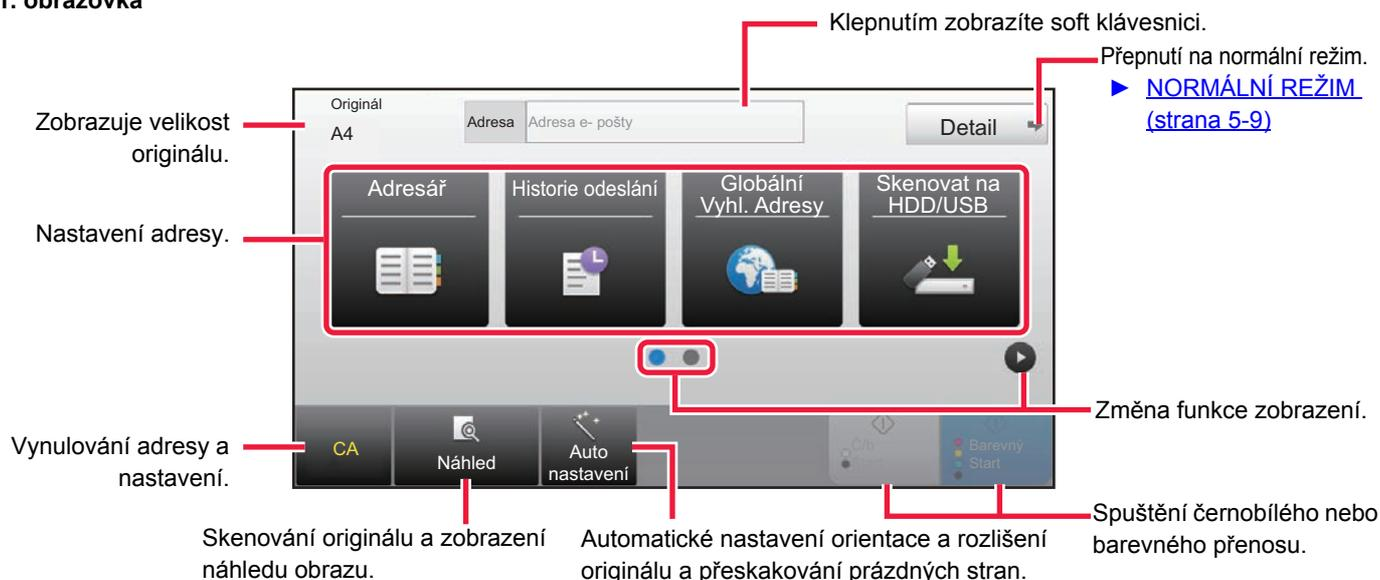 1. obrazovka
Klepnutím zobrazíte soft klávesnici.
Přepnutí na normální režim.
► NORMÁLNÍ REŽIM
(strana 5-9)
Zobrazuje velikost
originálu.
Originál
A4
Adresa
Adresa e- pošty
Detail
Nastavení adresy.
Adresář
Historie odeslání
Globální
Vyhl. Adresy
Skenovat na
HDD/USB
Změna funkce zobrazení.
Vynulování adresy a
nastavení.
CA
Náhled
Auto
nastavení
Č/b
Barevný
Start
Skenování originálu a zobrazení
náhledu obrazu.
Automatické nastavení orientace a rozlišení
originálu a přeskakování prázdných stran.
Spuštění černobílého nebo
barevného přenosu.